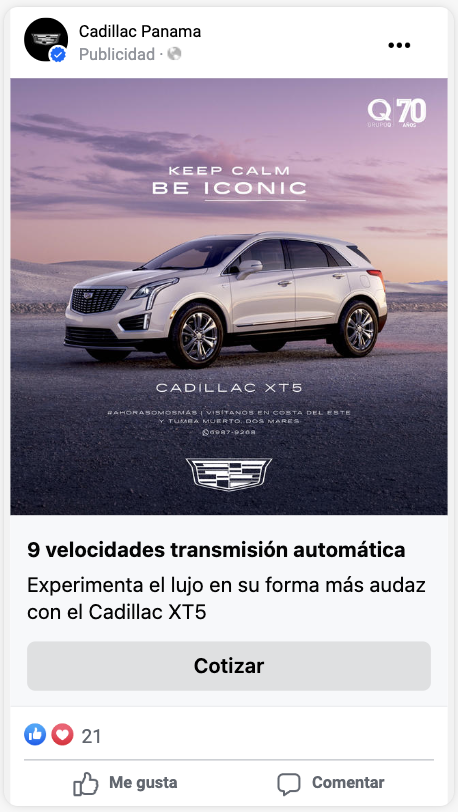 Cadillac Panama
Publicidad ·
Q 70
GRUPO Q AÑOS
KEEP CALM
BE ICONIC
CADILLAC XT5
#AHORASOMOSMÁS | VISÍTANOS EN COSTA DEL ESTE
Y TUMBA MUERTO, DOS MARES
6987-9268
9 velocidades transmisión automática
Experimenta el lujo en su forma más audaz
con el Cadillac XT5
Cotizar
21
Me gusta Comentar